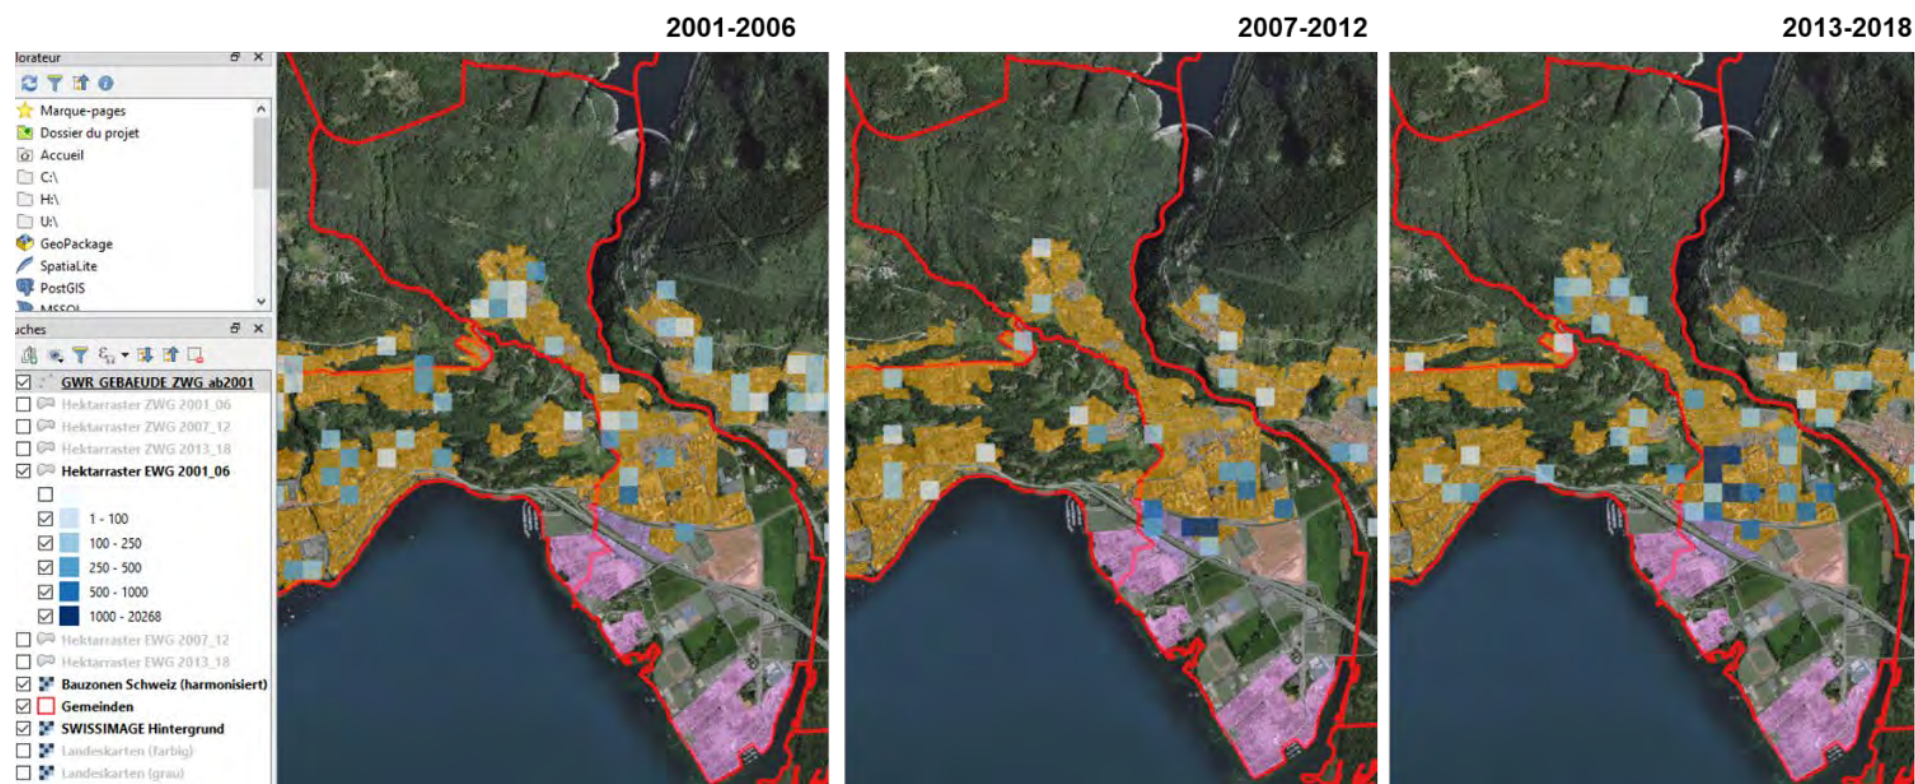 2001-2006
2007-2012
2013-2018
lorateur
Marque-pages
Dossier du projet
Accueil
C:\
H:\
U:\
GeoPackage
SpatiaLite
PostGIS
MSSQL
uches
GWR_GEBAEUDE_ZWG_ab2001
Hektarraster ZWG 2001_06
Hektarraster ZWG 2007_12
Hektarraster ZWG 2013_18
Hektarraster EWG 2001_06
1 - 100
100 - 250
250 - 500
500 - 1000
1000 - 20268
Hektarraster EWG 2007_12
Hektarraster EWG 2013_18
Bauzonen Schweiz (harmonisiert)
Gemeinden
SWISSIMAGE Hintergrund
Landeskarten (farbig)
Landeskarten (grau)